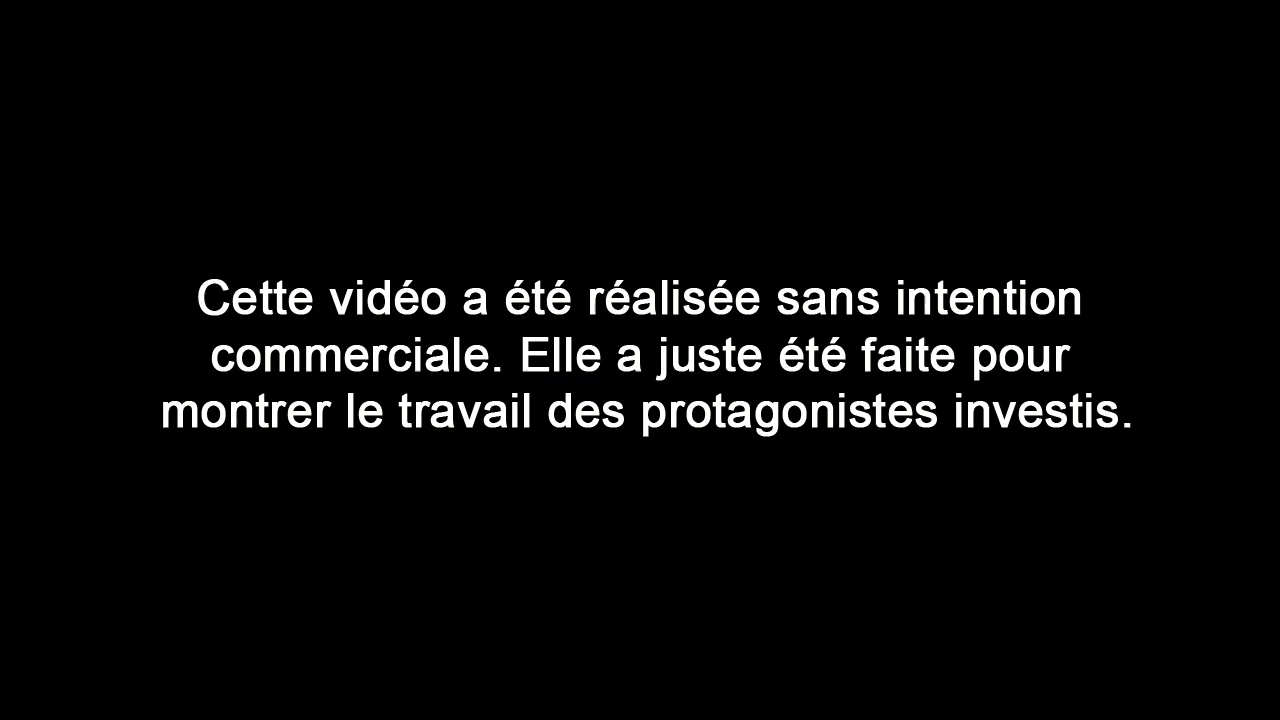 Cette vidéo a été réalisée sans intention
commerciale. Elle a juste été faite pour
montrer le travail des protagonistes investis.